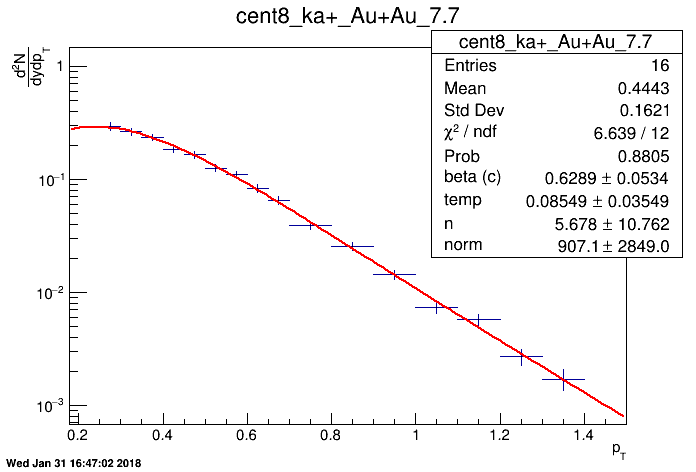 cent8_ka+_Au+Au_7.7
cent8_ka+_Au+Au_7.7
Entries 16
Mean 0.4443
Std Dev 0.1621
χ² / ndf 6.639 / 12
Prob 0.8805
beta (c) 0.6289 ± 0.0534
temp 0.08549 ± 0.03549
n 5.678 ± 10.762
norm 907.1 ± 2849.0
d²N
dydp_T
1
10⁻¹
10⁻²
10⁻³
0.2 0.4 0.6 0.8 1 1.2 1.4
p_T
Wed Jan 31 16:47:02 2018